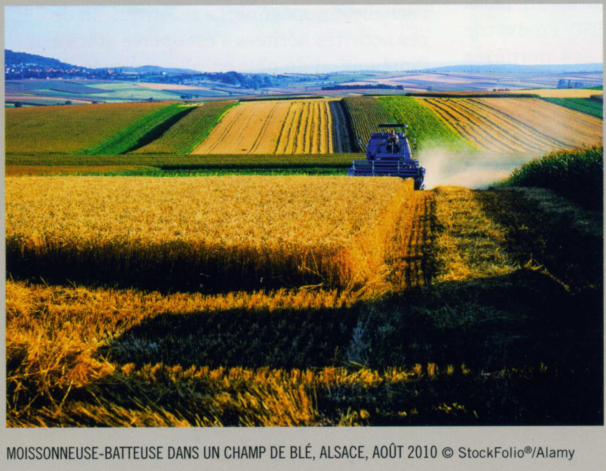 MOISSONNEUSE-BATTEUSE DANS UN CHAMP DE BLÉ, ALSACE, AOÛT 2010 © StockFolio®/Alamy